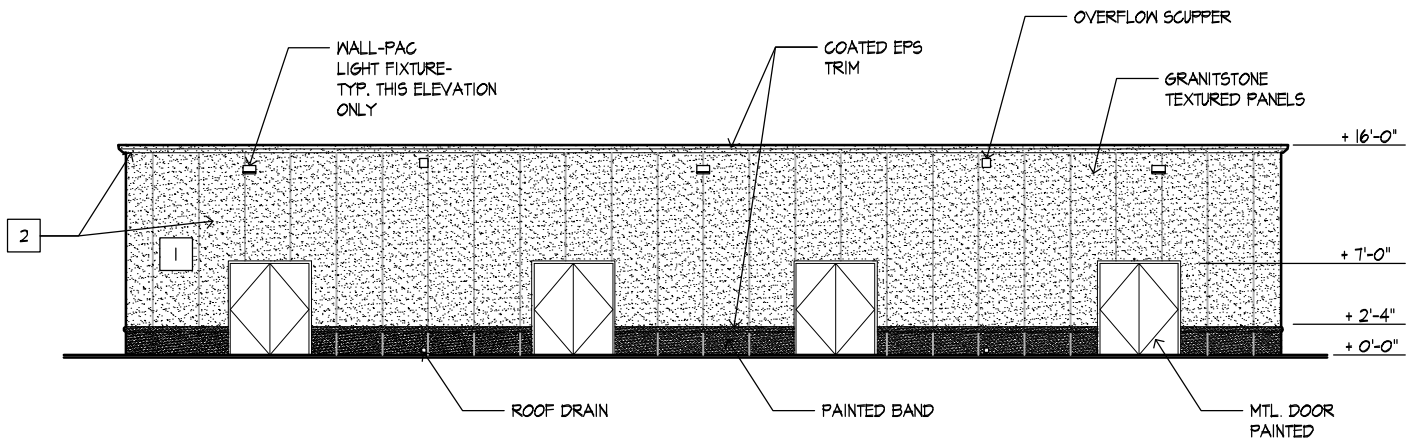 OVERFLOW SCUPPER
WALL-PAC
LIGHT FIXTURE-
TYP. THIS ELEVATION
ONLY
COATED EPS
TRIM
GRANITSTONE
TEXTURED PANELS
+ 16'-0"
2
1
+ 7'-0"
+ 2'-4"
+ 0'-0"
ROOF DRAIN
PAINTED BAND
MTL. DOOR
PAINTED